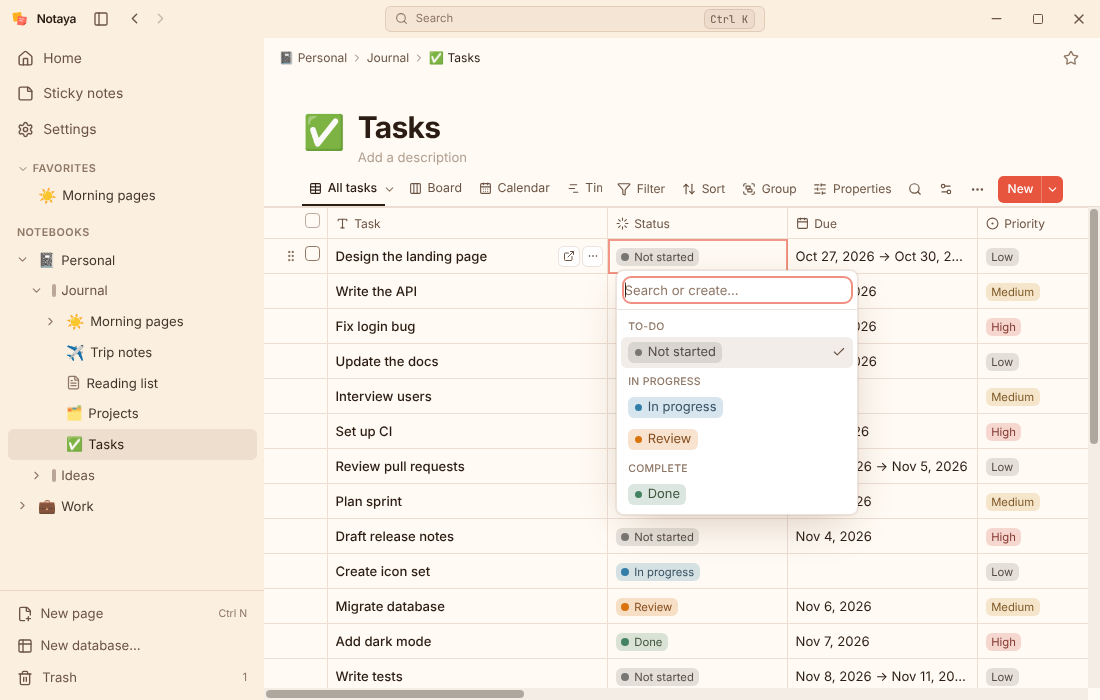 Notaya
Search
Ctrl K
Home
Sticky notes
Settings
FAVORITES
Morning pages
NOTEBOOKS
Personal
Journal
Morning pages
Trip notes
Reading list
Projects
Tasks
Ideas
Work
New page Ctrl N
New database...
Trash 1
Personal > Journal > Tasks
Tasks
Add a description
All tasks Board Calendar Tin Filter Sort Group Properties New
Task Status Due Priority
Design the landing page Not started Oct 27, 2026 → Oct 30, 2... Low
Write the API 26 Medium
Fix login bug 26 High
Update the docs 26 Low
Interview users Medium
Set up CI 6 High
Review pull requests 26 → Nov 5, 2026 Low
Plan sprint 26 Medium
Draft release notes Not started Nov 4, 2026 High
Create icon set In progress Low
Migrate database Review Nov 6, 2026 Medium
Add dark mode Done Nov 7, 2026 High
Write tests Not started Nov 8, 2026 → Nov 11, 20... Low
Search or create...
TO-DO
Not started
IN PROGRESS
In progress
Review
COMPLETE
Done